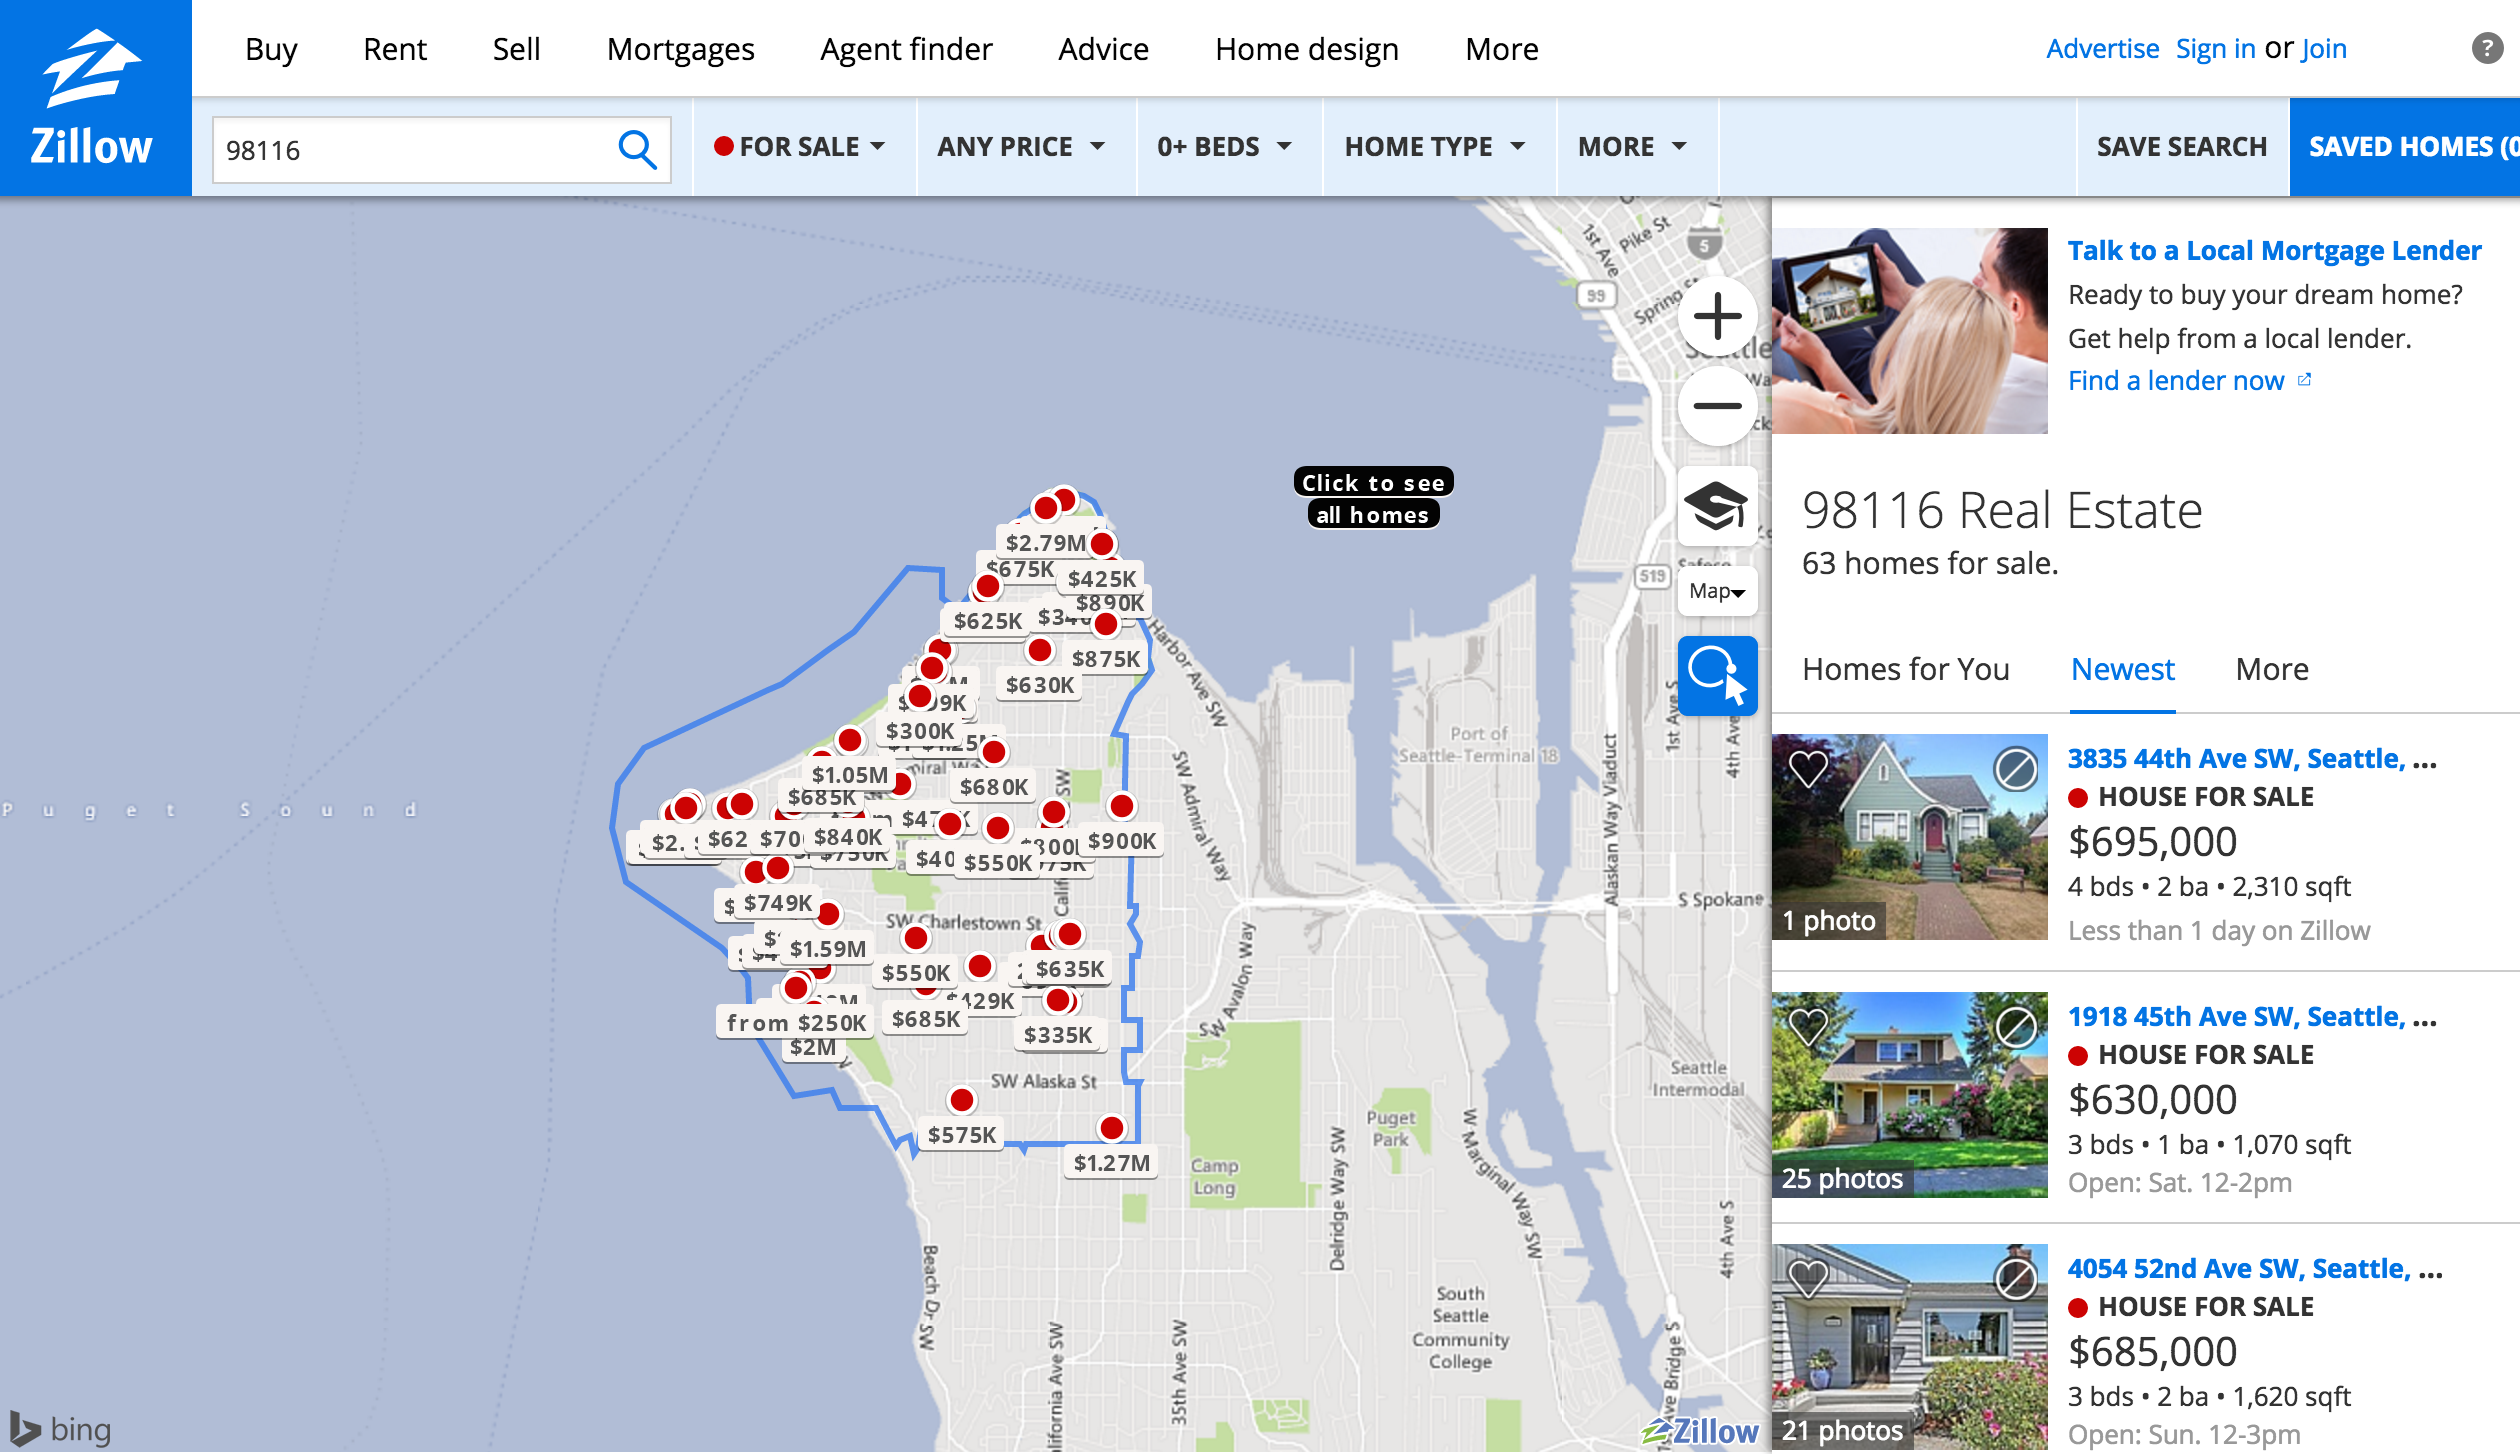 Zillow
Buy
Rent
Sell
Mortgages
Agent finder
Advice
Home design
More
Advertise
Sign in or Join
?
98116
FOR SALE
ANY PRICE
0+ BEDS
HOME TYPE
MORE
SAVE SEARCH
SAVED HOMES (0
1st Ave
Pike St
5
99
Spring
Click to see
all homes
519
Map
1st Ave S
4th Ave
$2.79M
$675K
$425K
$890K
$625K
$875K
$630K
$300K
$680K
$1.05M
$685K
$840K
$750K
$550K
$900K
$749K
$1.59M
$550K
$635K
$429K
$685K
from $250K
$2M
$335K
$575K
$1.27M
Harbor Ave SW
SW Admiral Way
Port of
Seattle-Terminal 18
Alaskan Way Viaduct
Puget Sound
SW Charlestown St
S Spokane
SW Avalon Way
SW Alaska St
Seattle
Intermodal
Puget
Park
Camp
Long
Delridge Way SW
W Marginal Way SW
4th Ave S
Beach Dr SW
35th Ave SW
South
Seattle
Community
College
bing
Zillow
Talk to a Local Mortgage Lender
Ready to buy your dream home?
Get help from a local lender.
Find a lender now
98116 Real Estate
63 homes for sale.
Homes for You
Newest
More
3835 44th Ave SW, Seattle, ...
HOUSE FOR SALE
$695,000
4 bds • 2 ba • 2,310 sqft
Less than 1 day on Zillow
1 photo
1918 45th Ave SW, Seattle, ...
HOUSE FOR SALE
$630,000
3 bds • 1 ba • 1,070 sqft
Open: Sat. 12-2pm
25 photos
4054 52nd Ave SW, Seattle, ...
HOUSE FOR SALE
$685,000
3 bds • 2 ba • 1,620 sqft
Open: Sun. 12-3pm
21 photos